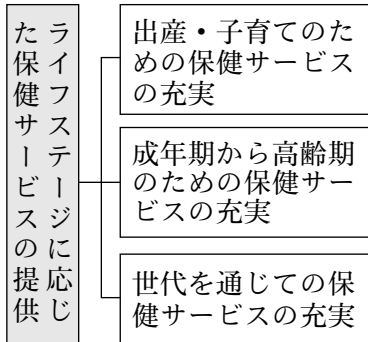 ライフステージに応じ
た保健サービスの提供
出産・子育てのた
めの保健サービス
の充実
成年期から高齢期
のための保健サー
ビスの充実
世代を通じての保
健サービスの充実